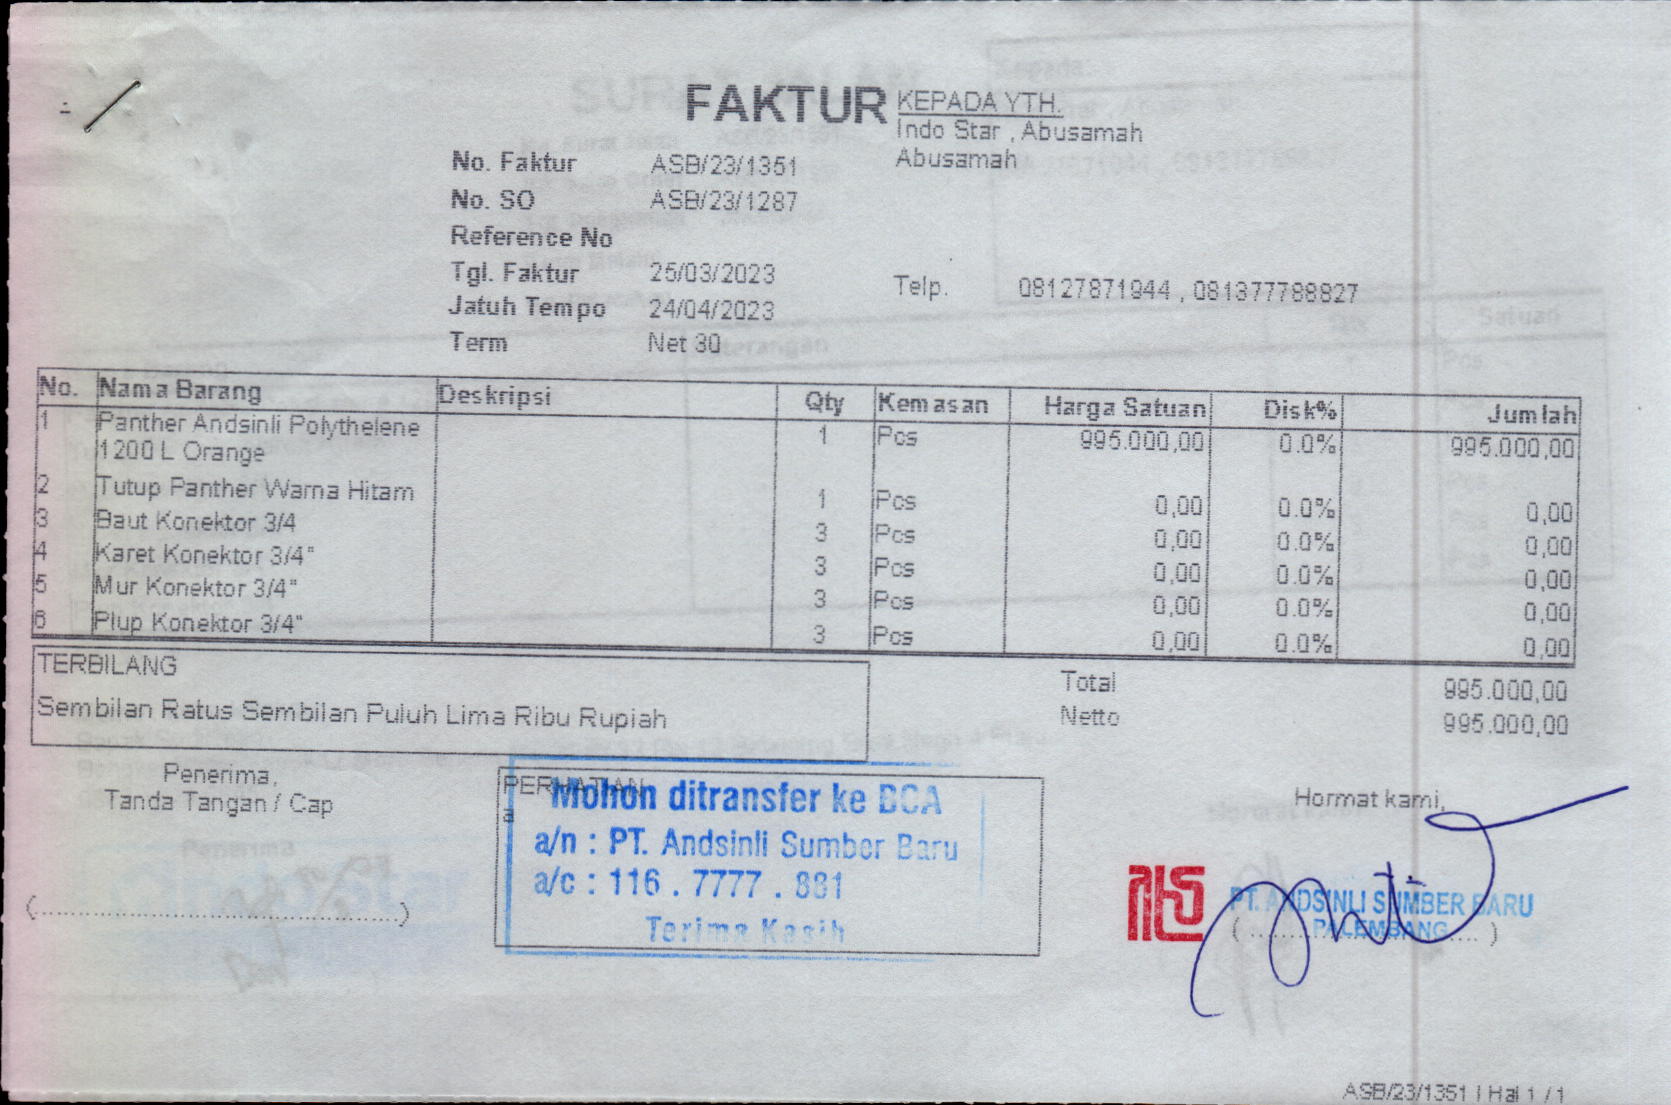 FAKTUR
KEPADA YTH.
Indo Star , Abusamah
Abusamah
No. Faktur ASB/23/1351
No. SO ASB/23/1287
Reference No
Tgl. Faktur 25/03/2023
Jatuh Tempo 24/04/2023
Term Net 30
Telp. 08127871944 , 081377788827
No. Nama Barang Deskripsi Qty Kemasan Harga Satuan Disk% Jumlah
1 Panther Andsinli Polythelene 1 Pcs 995.000,00 0.0% 995.000,00
1200 L Orange
2 Tutup Panther Warna Hitam 1 Pcs 0,00 0.0% 0,00
3 Baut Konektor 3/4 3 Pcs 0,00 0.0% 0,00
4 Karet Konektor 3/4" 3 Pcs 0,00 0.0% 0,00
5 Mur Konektor 3/4" 3 Pcs 0,00 0.0% 0,00
6 Plup Konektor 3/4" 3 Pcs 0,00 0.0% 0,00
TERBILANG
Sembilan Ratus Sembilan Puluh Lima Ribu Rupiah
Total 995.000,00
Netto 995.000,00
Penerima,
Tanda Tangan / Cap
(......................................................)
PERHATIAN
a
Mohon ditransfer ke BCA
a/n : PT. Andsinli Sumber Baru
a/c : 116 . 7777 . 881
Terima Kasih
Hormat kami,
PT. ANDSINLI SUMBER BARU
PALEMBANG
ASB/23/1351 | Hal 1 / 1